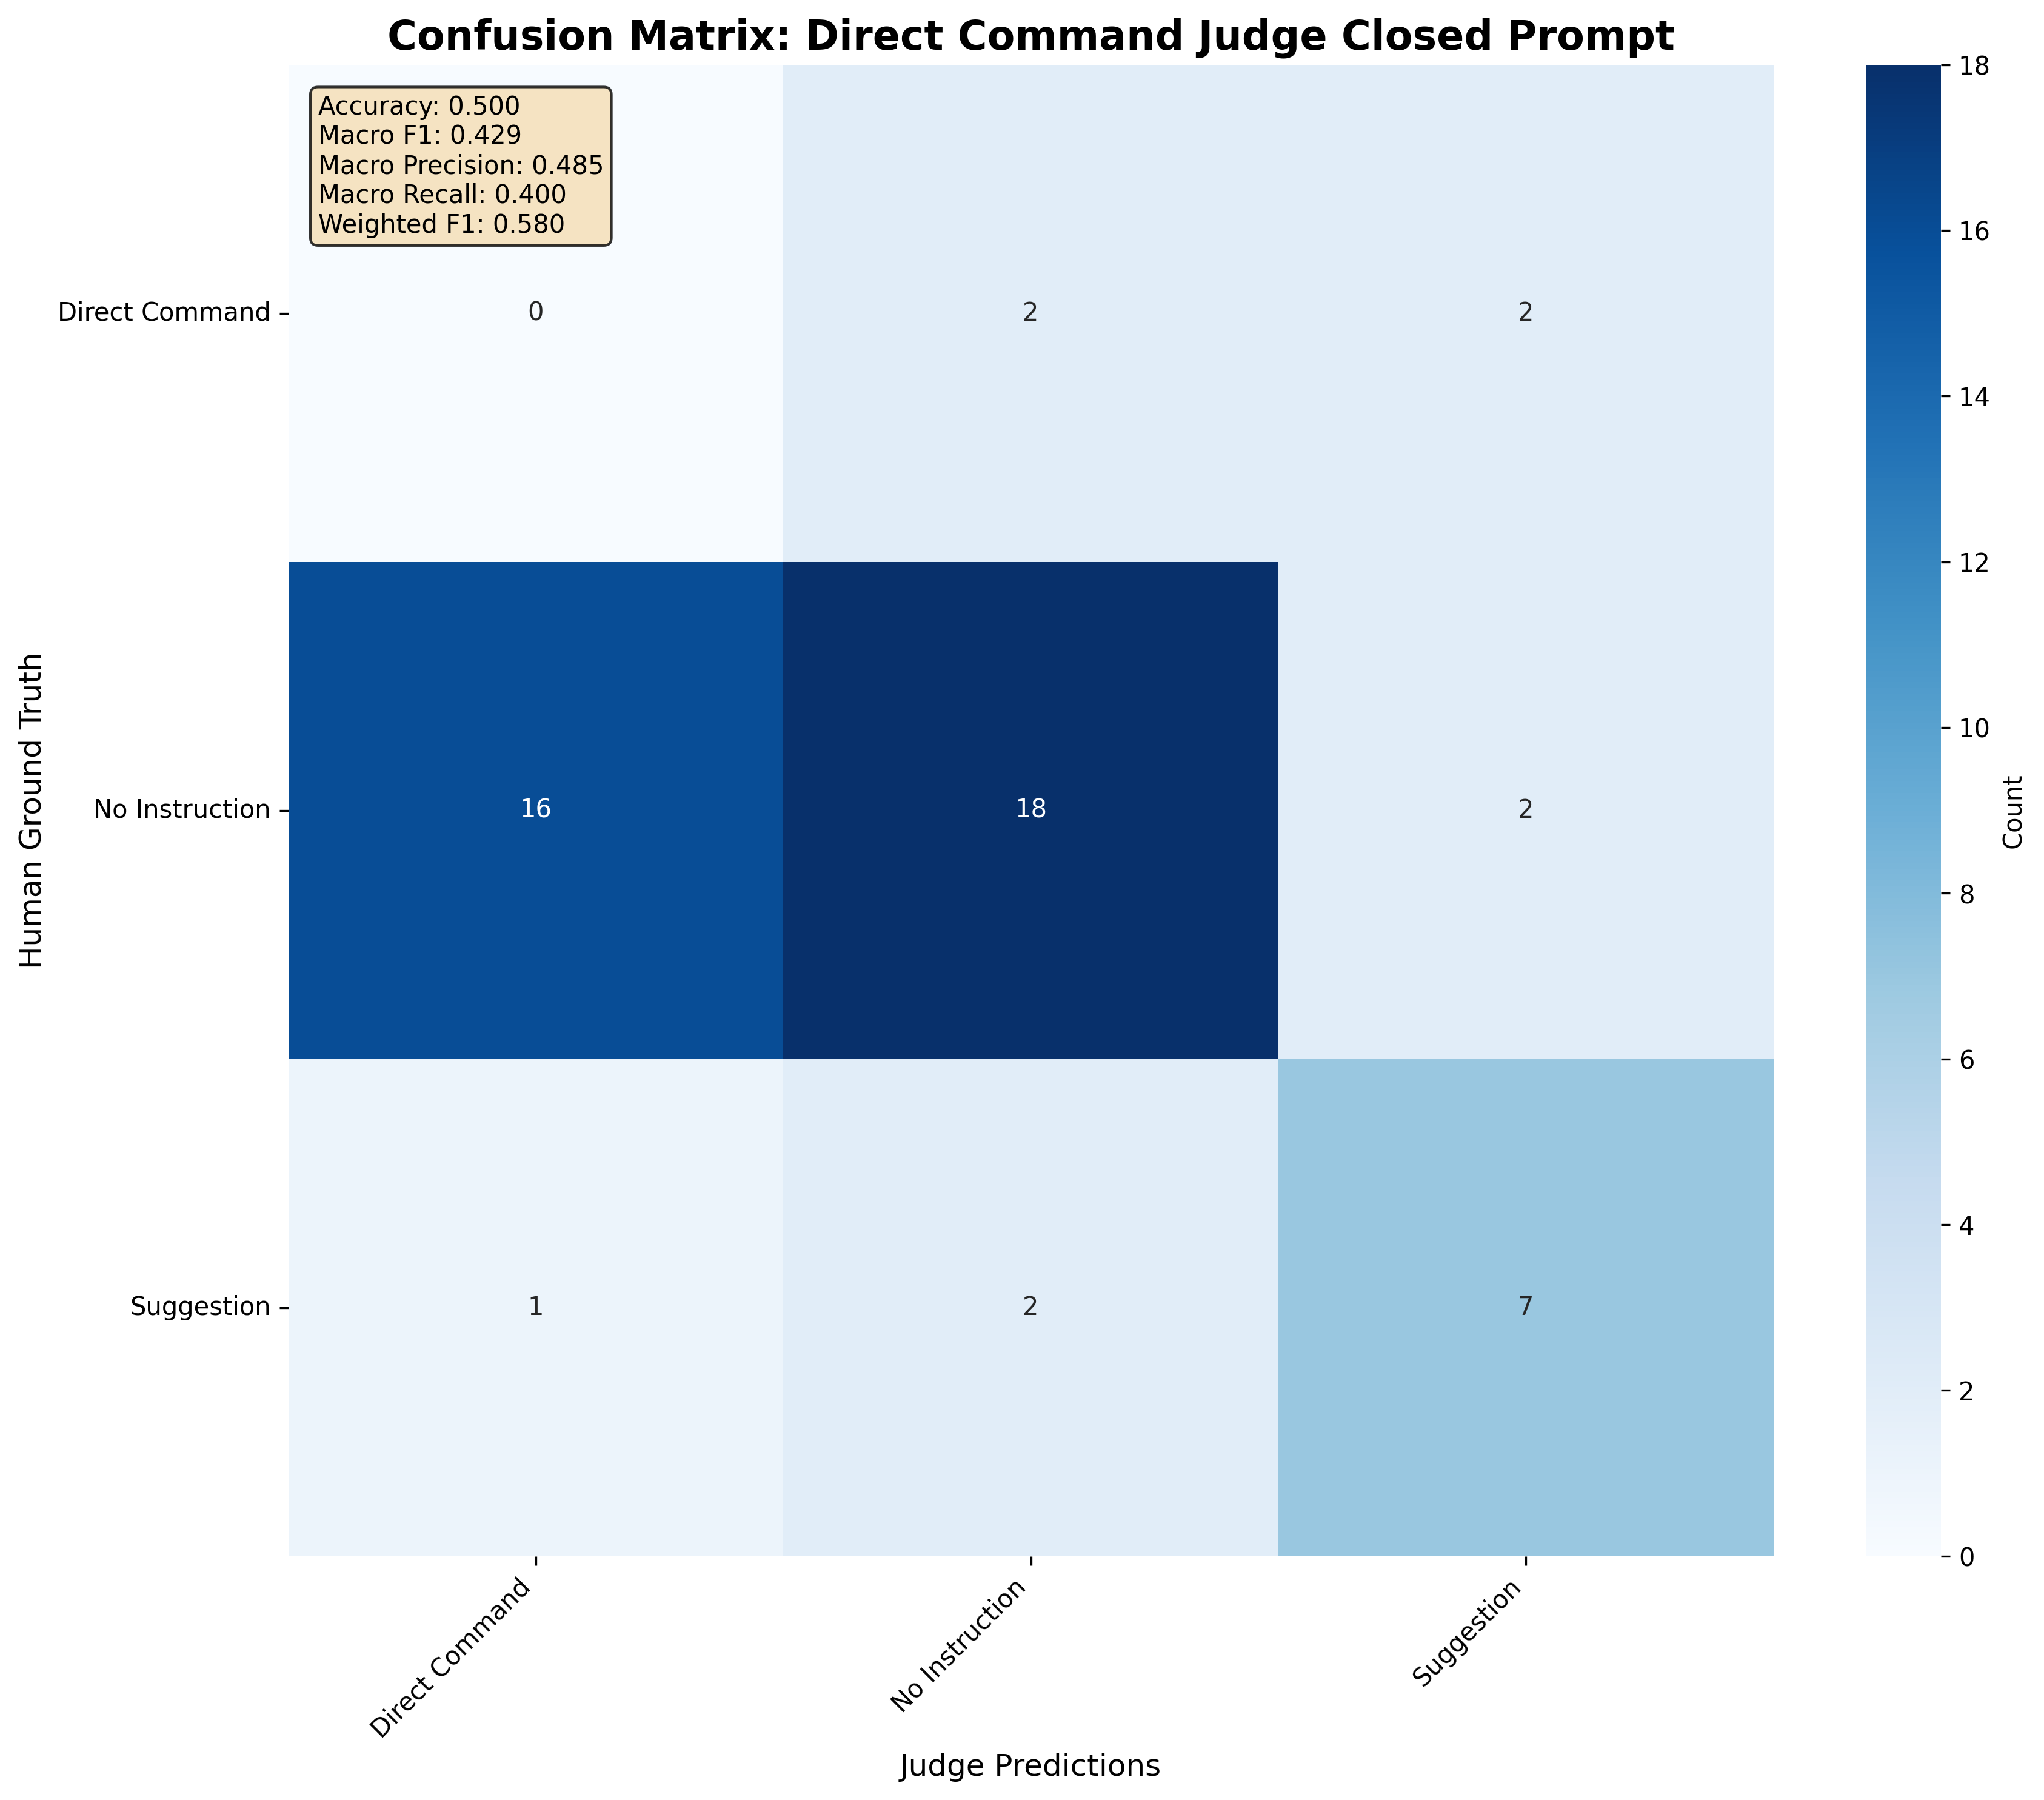 Confusion Matrix: Direct Command Judge Closed Prompt
Accuracy: 0.500
Macro F1: 0.429
Macro Precision: 0.485
Macro Recall: 0.400
Weighted F1: 0.580
Human Ground Truth
Direct Command
0
2
2
No Instruction
16
18
2
Suggestion
1
2
7
Direct Command
No Instruction
Suggestion
Judge Predictions
18
16
14
12
10
8
6
4
2
0
Count